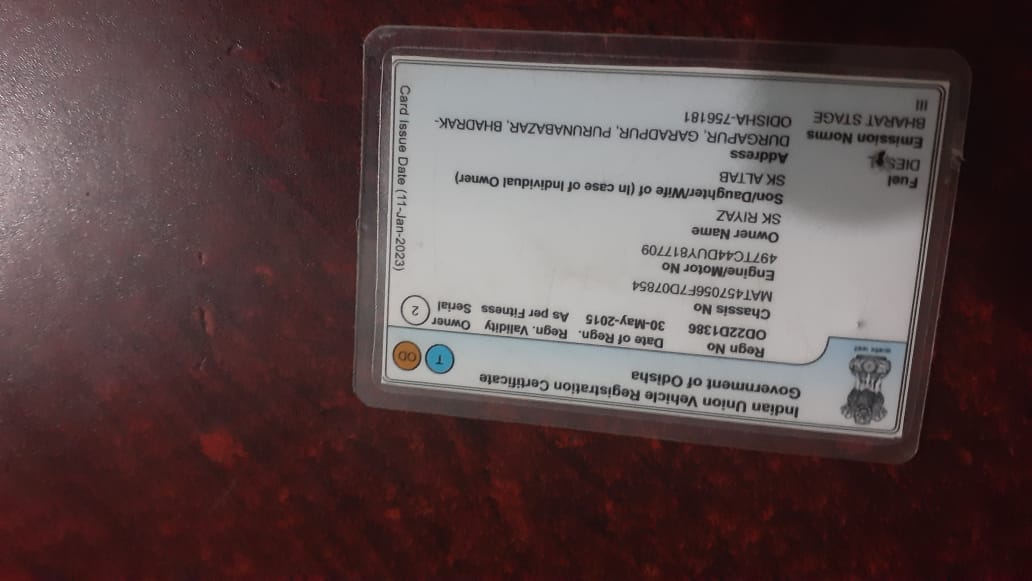 Indian Union Vehicle Registration Certificate
Government of Odisha
T OD
Regn No Date of Regn. Regn. Validity Owner
OD22D1386 30-May-2015 As per Fitness Serial 2
Chassis No
MAT457056F7D07854
Engine/Motor No
497TC44DUY817709
Owner Name
SK RIYAZ
Son/Daughter/Wife of (In case of Individual Owner)
SK ALTAB
Address
DURGAPUR, GARADPUR, PURUNABAZAR, BHADRAK-
ODISHA-756181
Fuel
DIESEL
Emission Norms
BHARAT STAGE
III
Card Issue Date (11-Jan-2023)